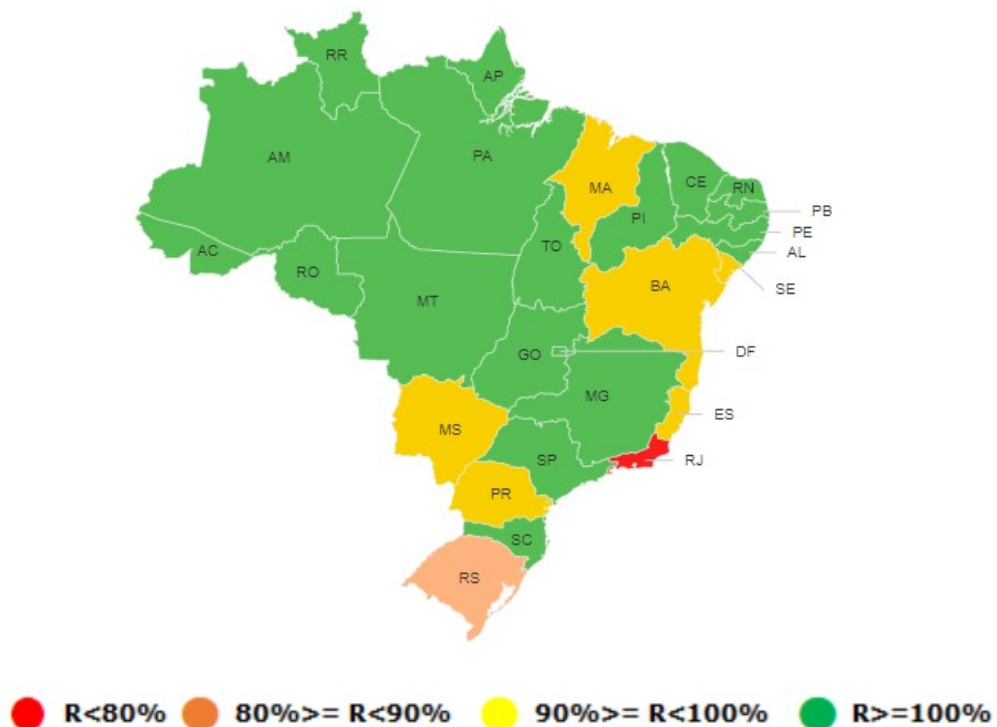 RR
AP
AM
PA
MA
CE
RN
PB
PI
PE
TO
AL
AC
RO
SE
BA
MT
DF
GO
MG
ES
MS
SP
RJ
PR
SC
RS
R<80%
80%>= R<90%
90%>= R<100%
R>=100%